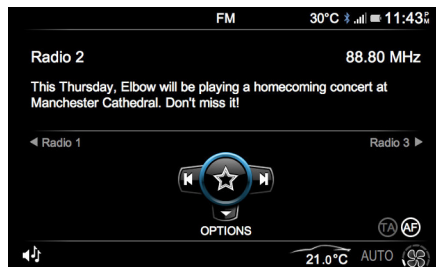 FM
30°C 11:43 PM
Radio 2
88.80 MHz
This Thursday, Elbow will be playing a homecoming concert at
Manchester Cathedral. Don't miss it!
Radio 1
Radio 3
OPTIONS
TA AF
21.0°C AUTO